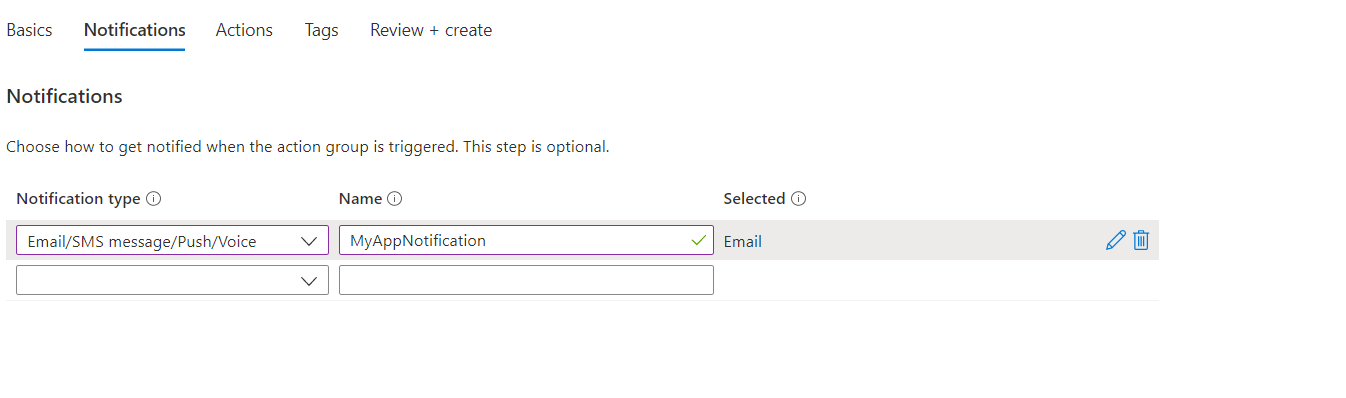 Basics Notifications Actions Tags Review + create
Notifications
Choose how to get notified when the action group is triggered. This step is optional.
Notification type Name Selected
Email/SMS message/Push/Voice MyAppNotification Email